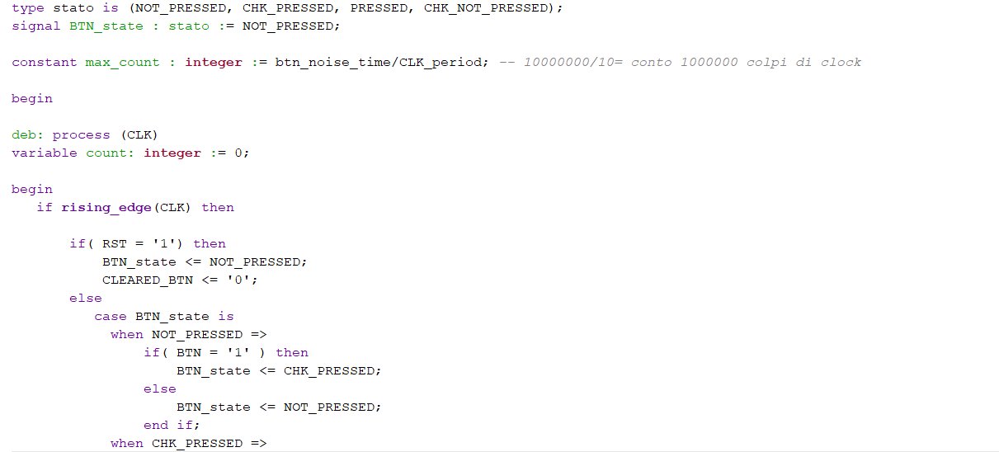 type stato is (NOT_PRESSED, CHK_PRESSED, PRESSED, CHK_NOT_PRESSED);
signal BTN_state : stato := NOT_PRESSED;
constant max_count : integer := btn_noise_time/CLK_period; -- 10000000/10= conto 1000000 colpi di clock
begin
deb: process (CLK)
variable count: integer := 0;
begin
if rising_edge(CLK) then
if( RST = '1') then
BTN_state <= NOT_PRESSED;
CLEARED_BTN <= '0';
else
case BTN_state is
when NOT_PRESSED =>
if( BTN = '1' ) then
BTN_state <= CHK_PRESSED;
else
BTN_state <= NOT_PRESSED;
end if;
when CHK_PRESSED =>